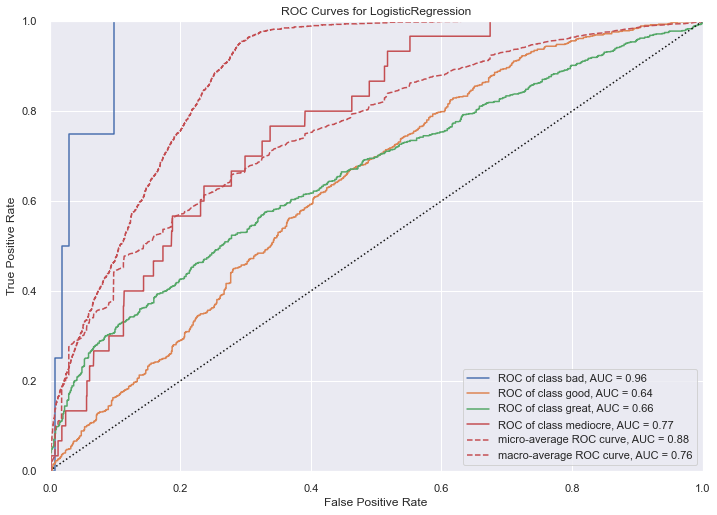 ROC Curves for LogisticRegression
True Positive Rate
1.0
0.8
0.6
0.4
0.2
0.0
0.0 0.2 0.4 0.6 0.8 1.0
False Positive Rate
ROC of class bad, AUC = 0.96
ROC of class good, AUC = 0.64
ROC of class great, AUC = 0.66
ROC of class mediocre, AUC = 0.77
micro-average ROC curve, AUC = 0.88
macro-average ROC curve, AUC = 0.76